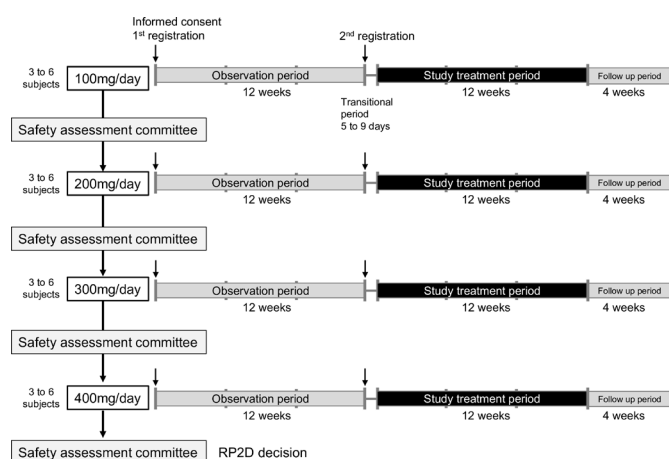 Informed consent
1st registration
2nd registration
3 to 6
subjects
100mg/day
Observation period
Study treatment period
Follow up period
12 weeks
12 weeks
4 weeks
Transitional
period
5 to 9 days
Safety assessment committee
3 to 6
subjects
200mg/day
Observation period
Study treatment period
Follow up period
12 weeks
12 weeks
4 weeks
Safety assessment committee
3 to 6
subjects
300mg/day
Observation period
Study treatment period
Follow up period
12 weeks
12 weeks
4 weeks
Safety assessment committee
3 to 6
subjects
400mg/day
Observation period
Study treatment period
Follow up period
12 weeks
12 weeks
4 weeks
Safety assessment committee
RP2D decision